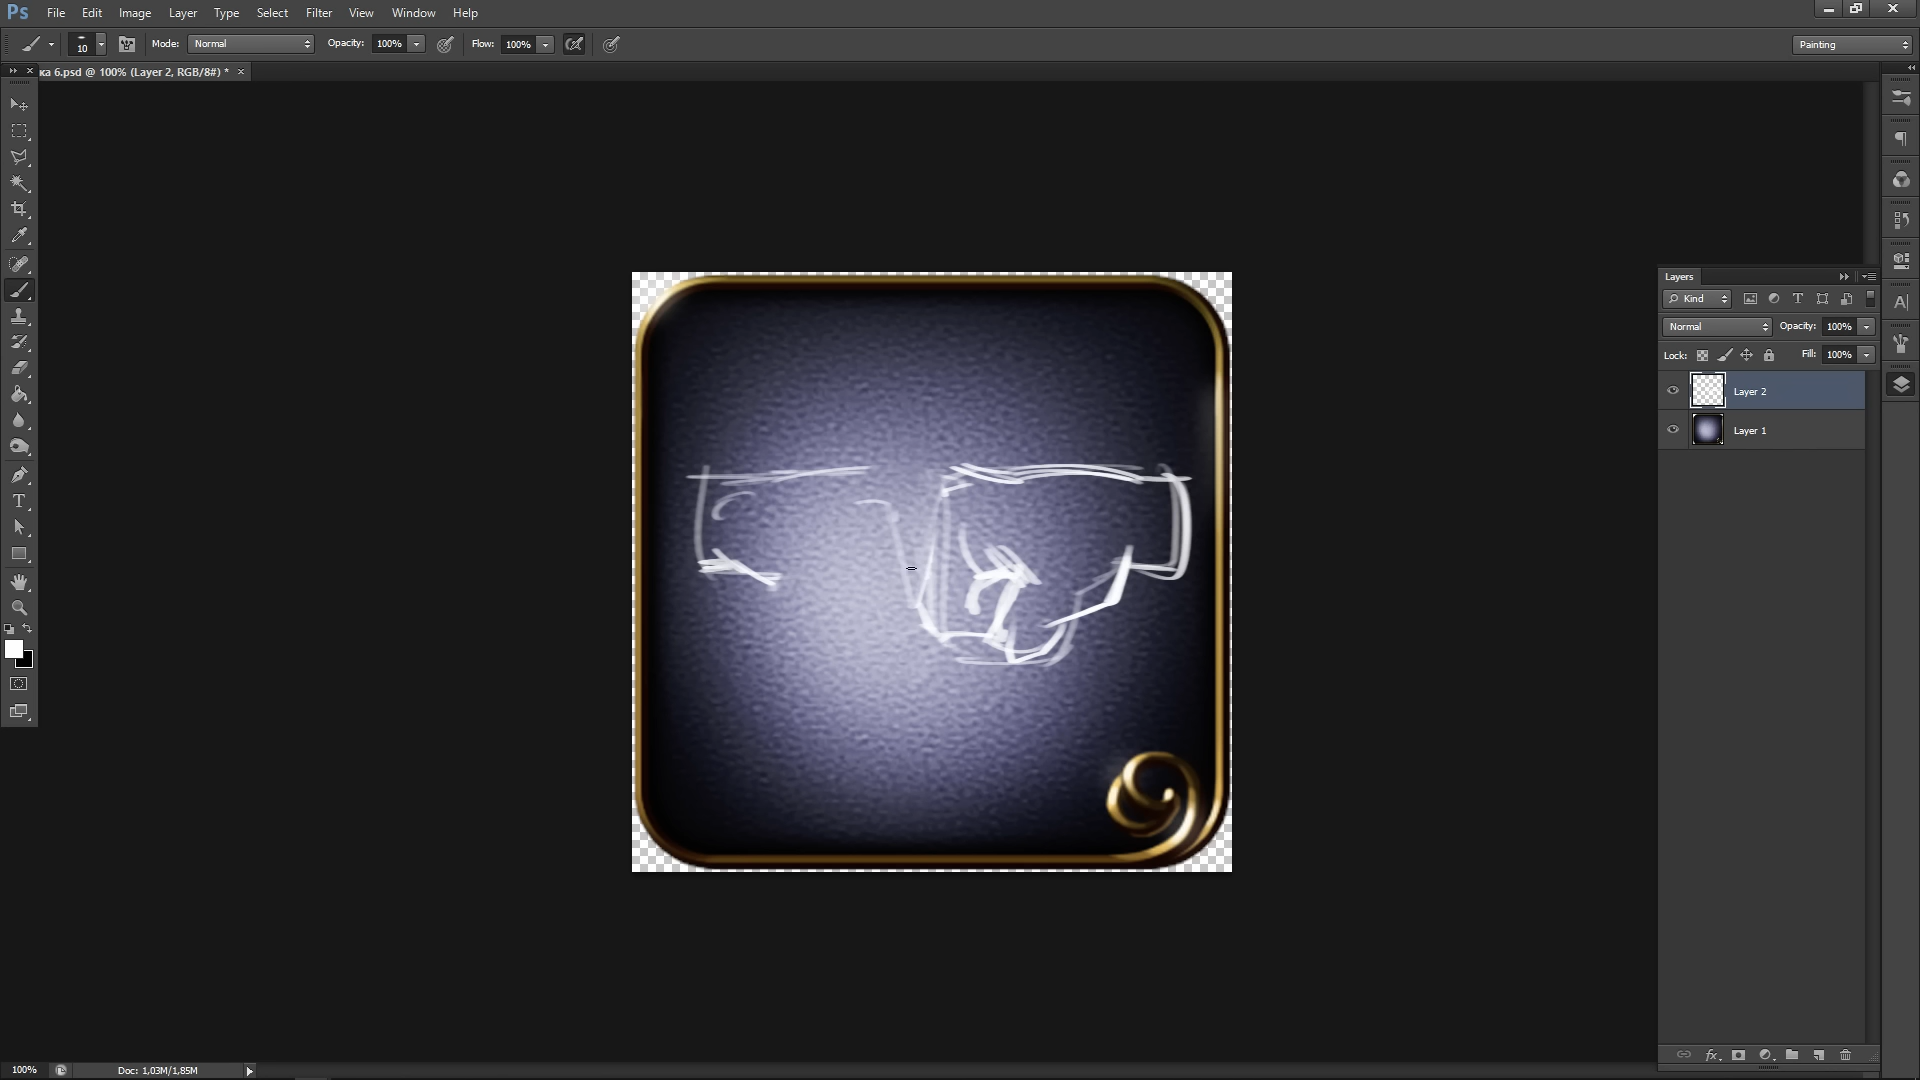 Ps File Edit Image Layer Type Select Filter View Window Help
10 Mode: Normal Opacity: 100% Flow: 100% Painting
ка 6.psd @ 100% (Layer 2, RGB/8#) *
Layers
Kind
Normal Opacity: 100%
Lock: Fill: 100%
Layer 2
Layer 1
100% Doc: 1,03M/1,85M